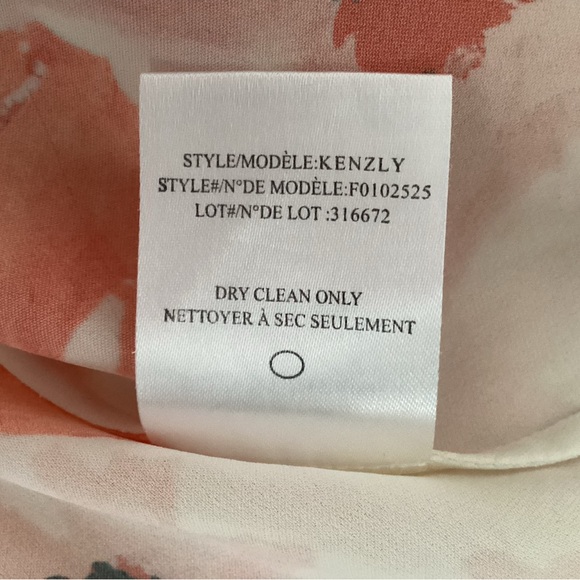 STYLE/MODÈLE:KENZLY
STYLE#/N°DE MODÈLE:F0102525
LOT#/N°DE LOT :316672
DRY CLEAN ONLY
NETTOYER À SEC SEULEMENT